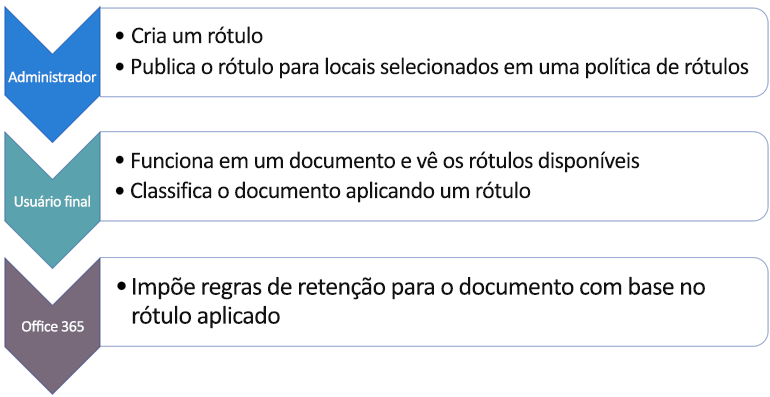 Administrador
• Cria um rótulo
• Publica o rótulo para locais selecionados em uma política de rótulos
Usuário final
• Funciona em um documento e vê os rótulos disponíveis
• Classifica o documento aplicando um rótulo
Office 365
• Impõe regras de retenção para o documento com base no
rótulo aplicado